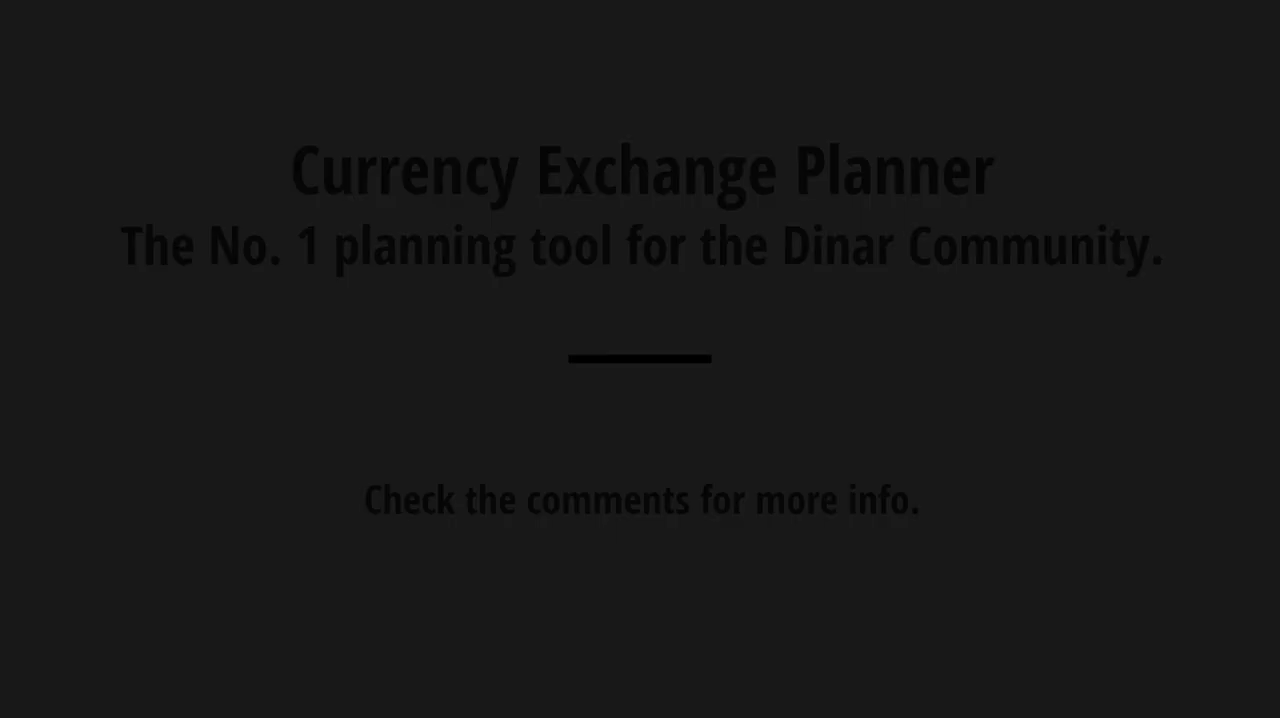 Currency Exchange Planner
The No. 1 planning tool for the Dinar Community.
Check the comments for more info.